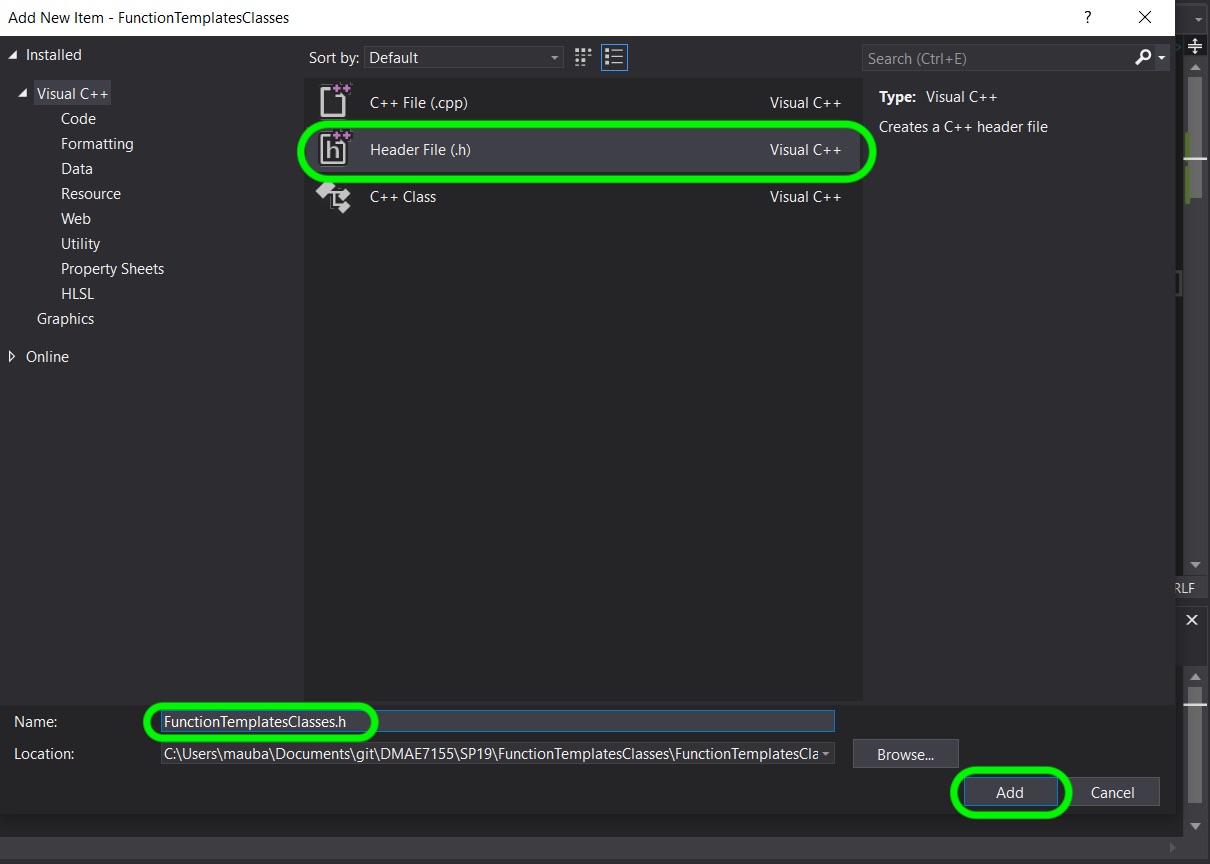 Add New Item - FunctionTemplatesClasses
?
Installed
Sort by: Default
Search (Ctrl+E)
Visual C++
Code
Formatting
Data
Resource
Web
Utility
Property Sheets
HLSL
Graphics
Online
C++ File (.cpp) Visual C++
Header File (.h) Visual C++
C++ Class Visual C++
Type: Visual C++
Creates a C++ header file
RLF
Name: FunctionTemplatesClasses.h
Location: C:\Users\mauba\Documents\git\DMAE7155\SP19\FunctionTemplatesClasses\FunctionTemplatesCla
Browse...
Add
Cancel